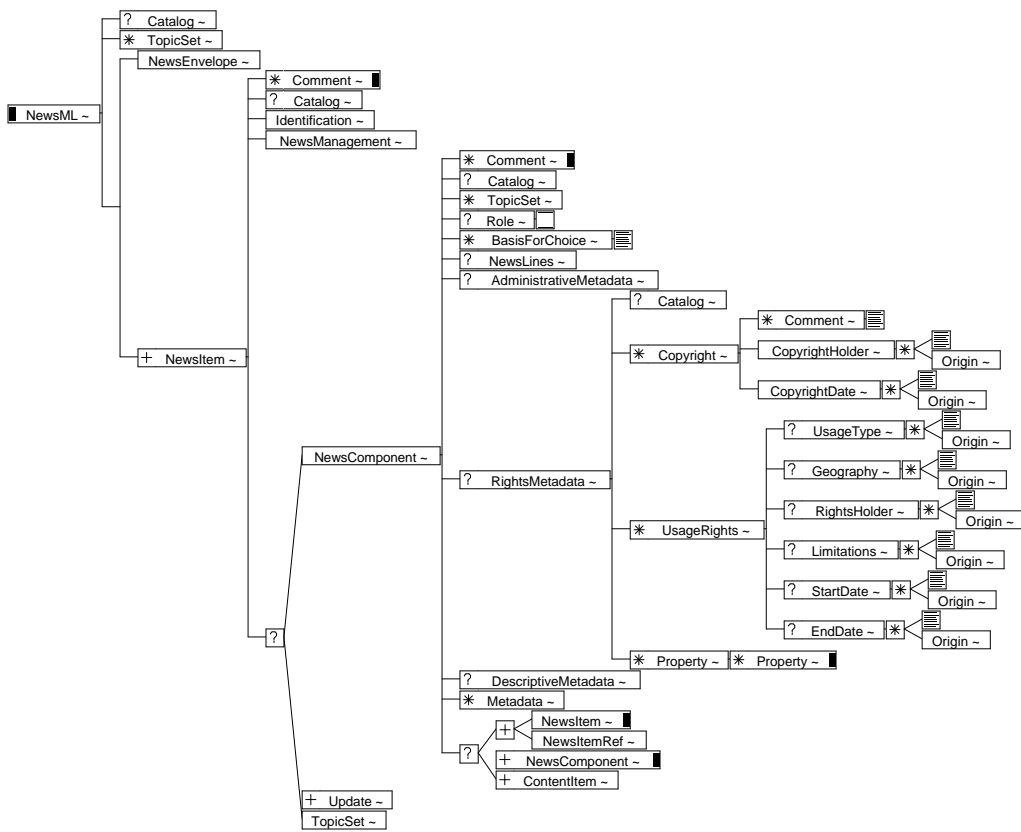 ? Catalog ~
* TopicSet ~
NewsEnvelope ~
* Comment ~
? Catalog ~
NewsML ~
Identification ~
NewsManagement ~
* Comment ~
? Catalog ~
* TopicSet ~
? Role ~
* BasisForChoice ~
? NewsLines ~
? AdministrativeMetadata ~
? Catalog ~
* Comment ~
* Copyright ~
CopyrightHolder ~ *
Origin ~
+ NewsItem ~
CopyrightDate ~ *
Origin ~
? UsageType ~ *
Origin ~
NewsComponent ~
? Geography ~ *
Origin ~
? RightsMetadata ~
? RightsHolder ~ *
Origin ~
* UsageRights ~
? Limitations ~ *
Origin ~
? StartDate ~ *
Origin ~
? EndDate ~ *
Origin ~
?
* Property ~ * Property ~
? DescriptiveMetadata ~
* Metadata ~
NewsItem ~
+
NewsItemRef ~
?
+ NewsComponent ~
+ ContentItem ~
+ Update ~
TopicSet ~